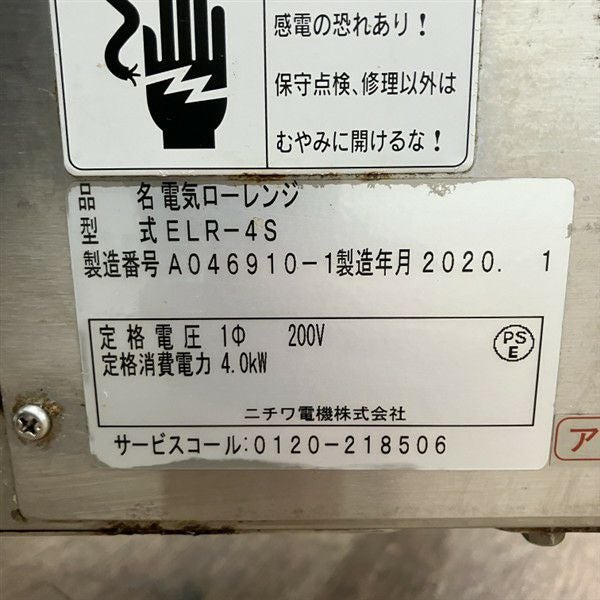 感電の恐れあり！
保守点検、修理以外は
むやみに開けるな！
品 名 電気ローレンジ
型 式 ELR-4S
製造番号 A046910-1 製造年月 2020. 1
定格電圧 1Φ 200V
定格消費電力 4.0kW
PS
E
ニチワ電機株式会社
サービスコール:0120-218506
ア